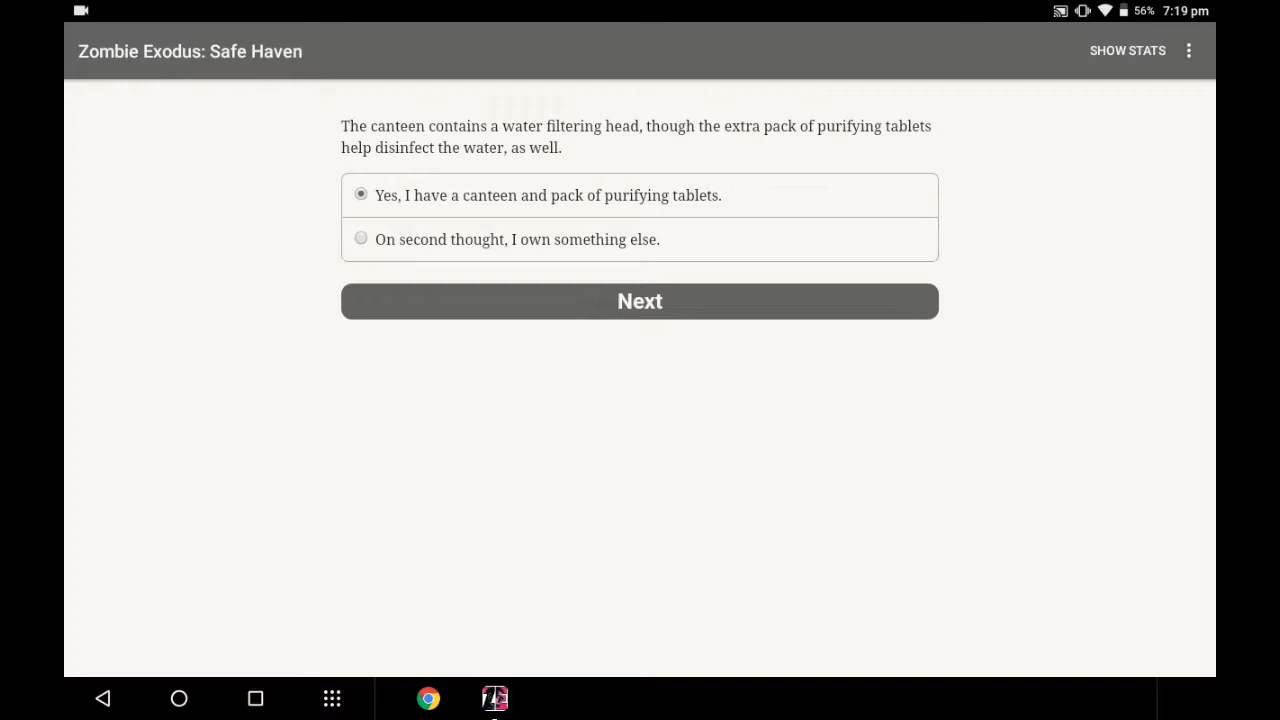 56% 7:19 pm
Zombie Exodus: Safe Haven
SHOW STATS
The canteen contains a water filtering head, though the extra pack of purifying tablets
help disinfect the water, as well.
Yes, I have a canteen and pack of purifying tablets.
On second thought, I own something else.
Next
ZE